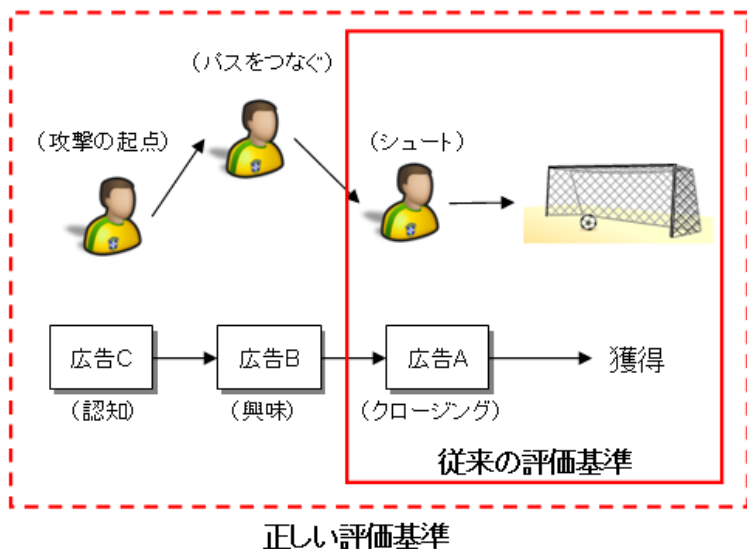 （パスをつなぐ）
（攻撃の起点）
（シュート）
広告C
広告B
広告A
獲得
（認知）
（興味）
（クロージング）
従来の評価基準
正しい評価基準